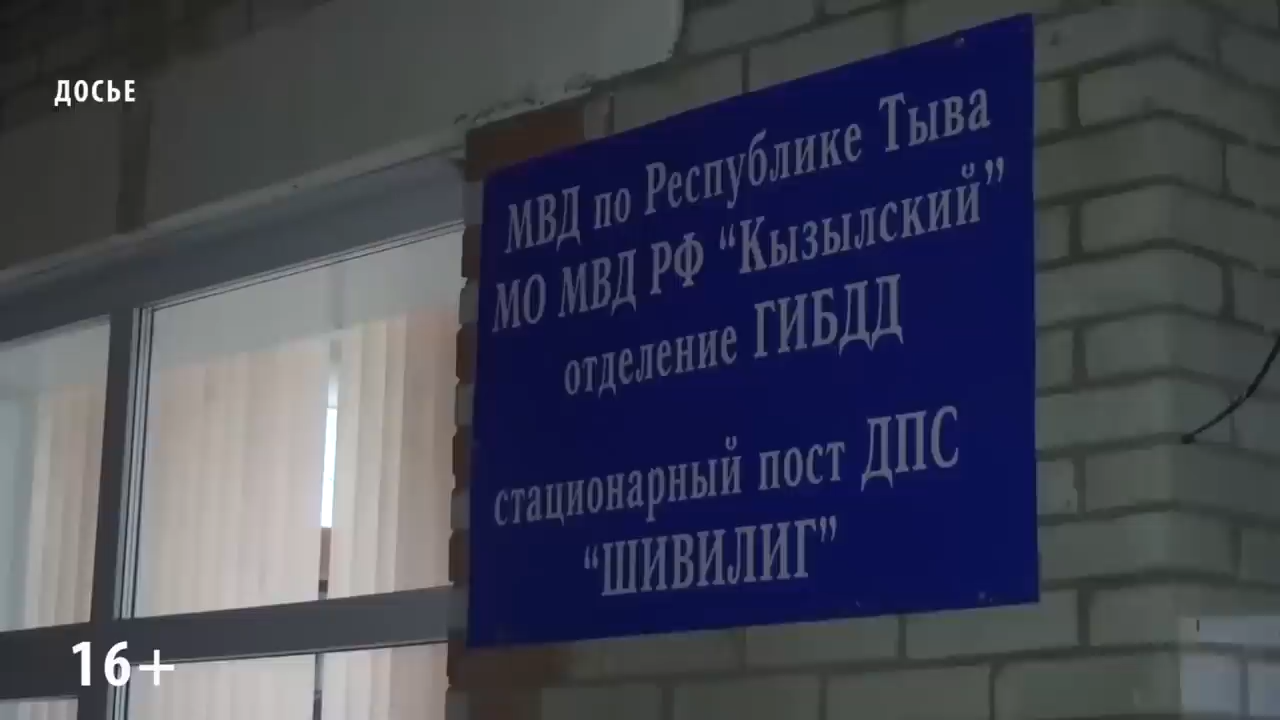 ДОСЬЕ
МВД по Республике Тыва
МО МВД РФ “Кызылский”
отделение ГИБДД
стационарный пост ДПС
“ШИВИЛИГ”
16+